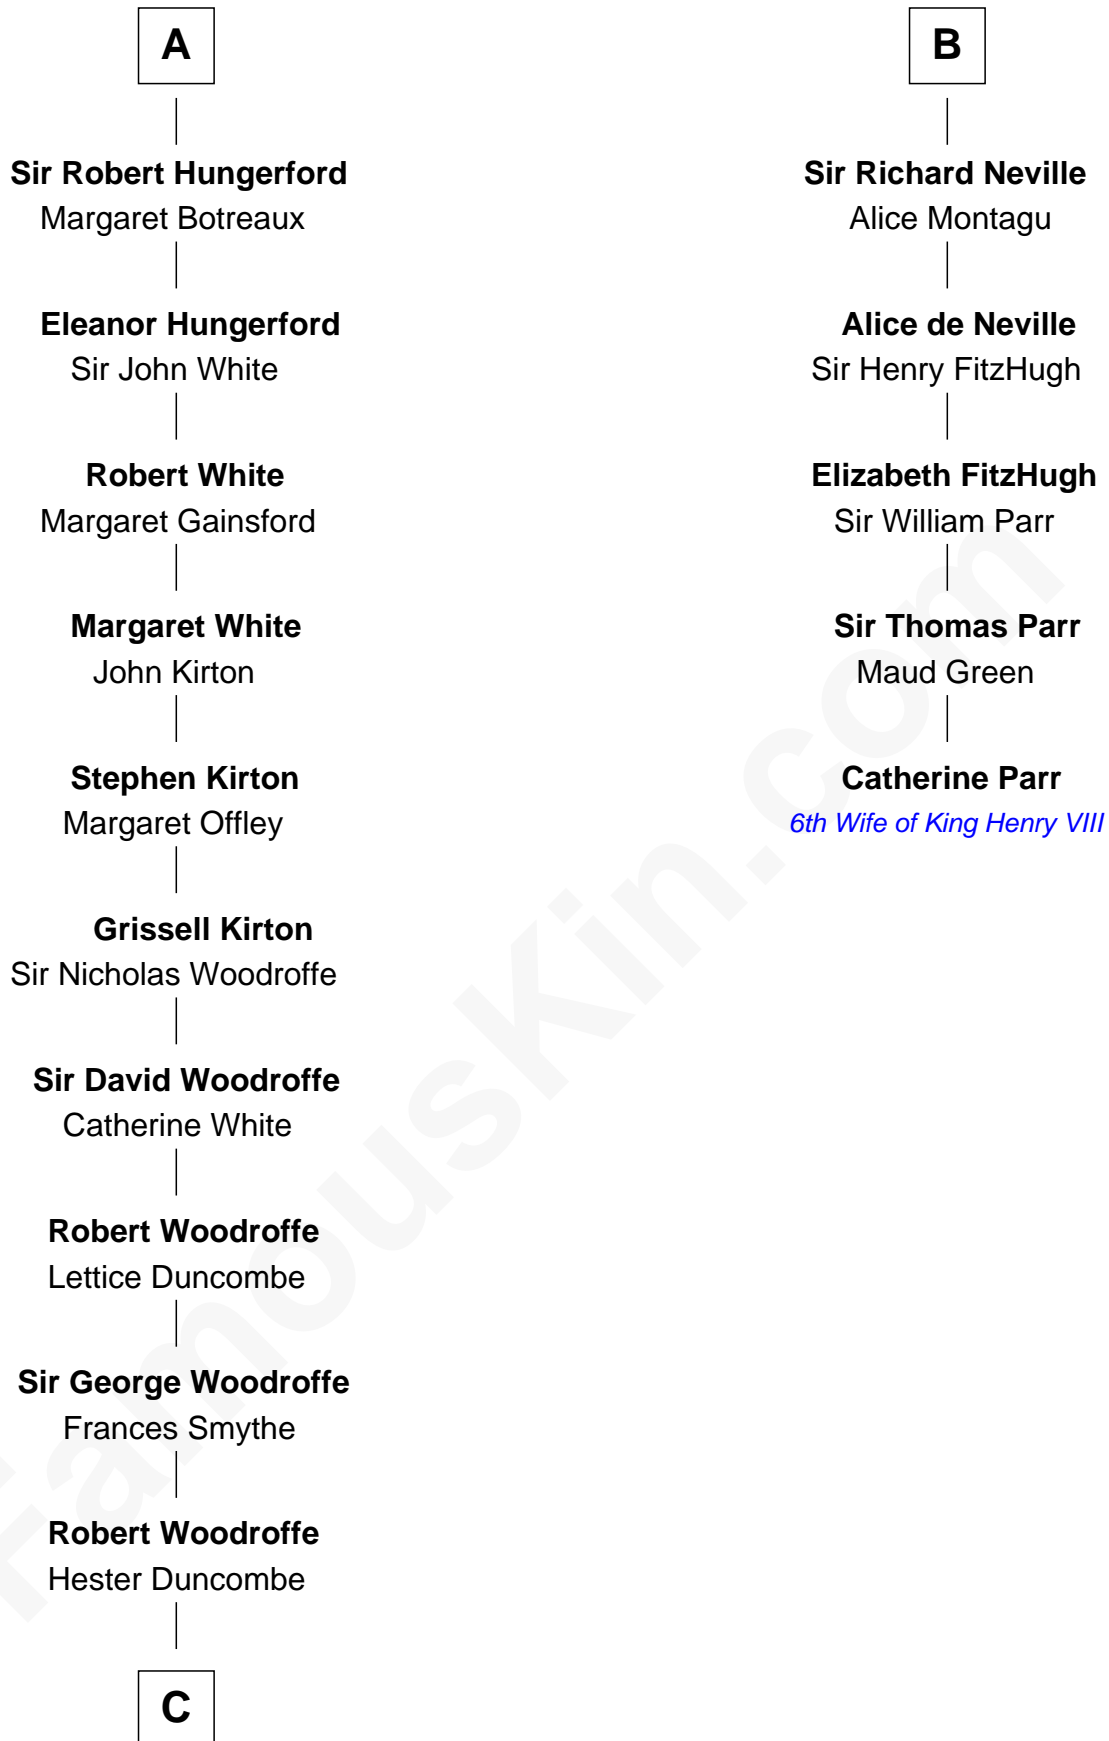 A
Sir Robert Hungerford
Margaret Botreaux
Eleanor Hungerford
Sir John White
Robert White
Margaret Gainsford
Margaret White
John Kirton
Stephen Kirton
Margaret Offley
Grissell Kirton
Sir Nicholas Woodroffe
Sir David Woodroffe
Catherine White
Robert Woodroffe
Lettice Duncombe
Sir George Woodroffe
Frances Smythe
Robert Woodroffe
Hester Duncombe
C
B
Sir Richard Neville
Alice Montagu
Alice de Neville
Sir Henry FitzHugh
Elizabeth FitzHugh
Sir William Parr
Sir Thomas Parr
Maud Green
Catherine Parr
6th Wife of King Henry VIII
FamousKin.com